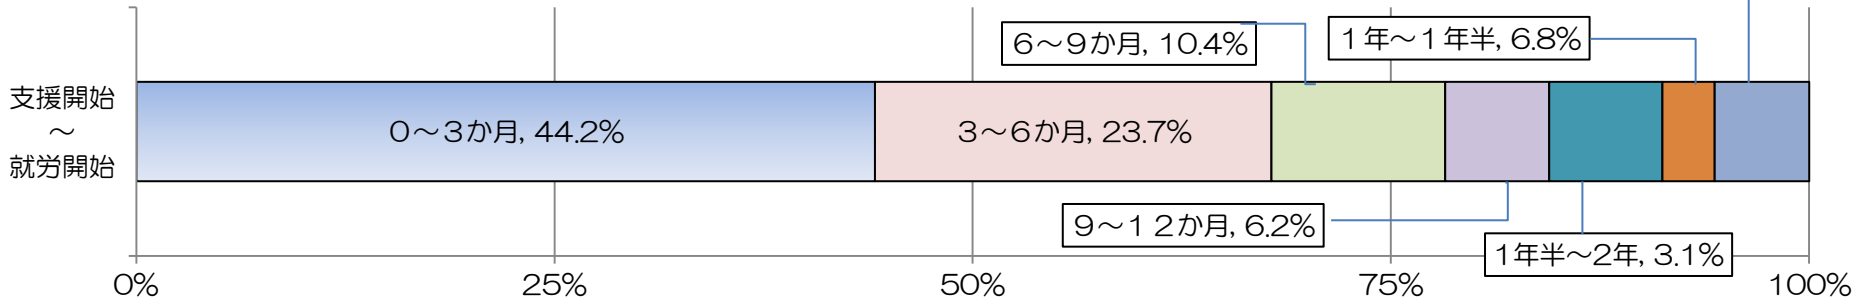 6～9か月, 10.4%
1年～1年半, 6.8%
支援開始
～
就労開始
0～3か月, 44.2%
3～6か月, 23.7%
9～12か月, 6.2%
1年半～2年, 3.1%
0%
25%
50%
75%
100%